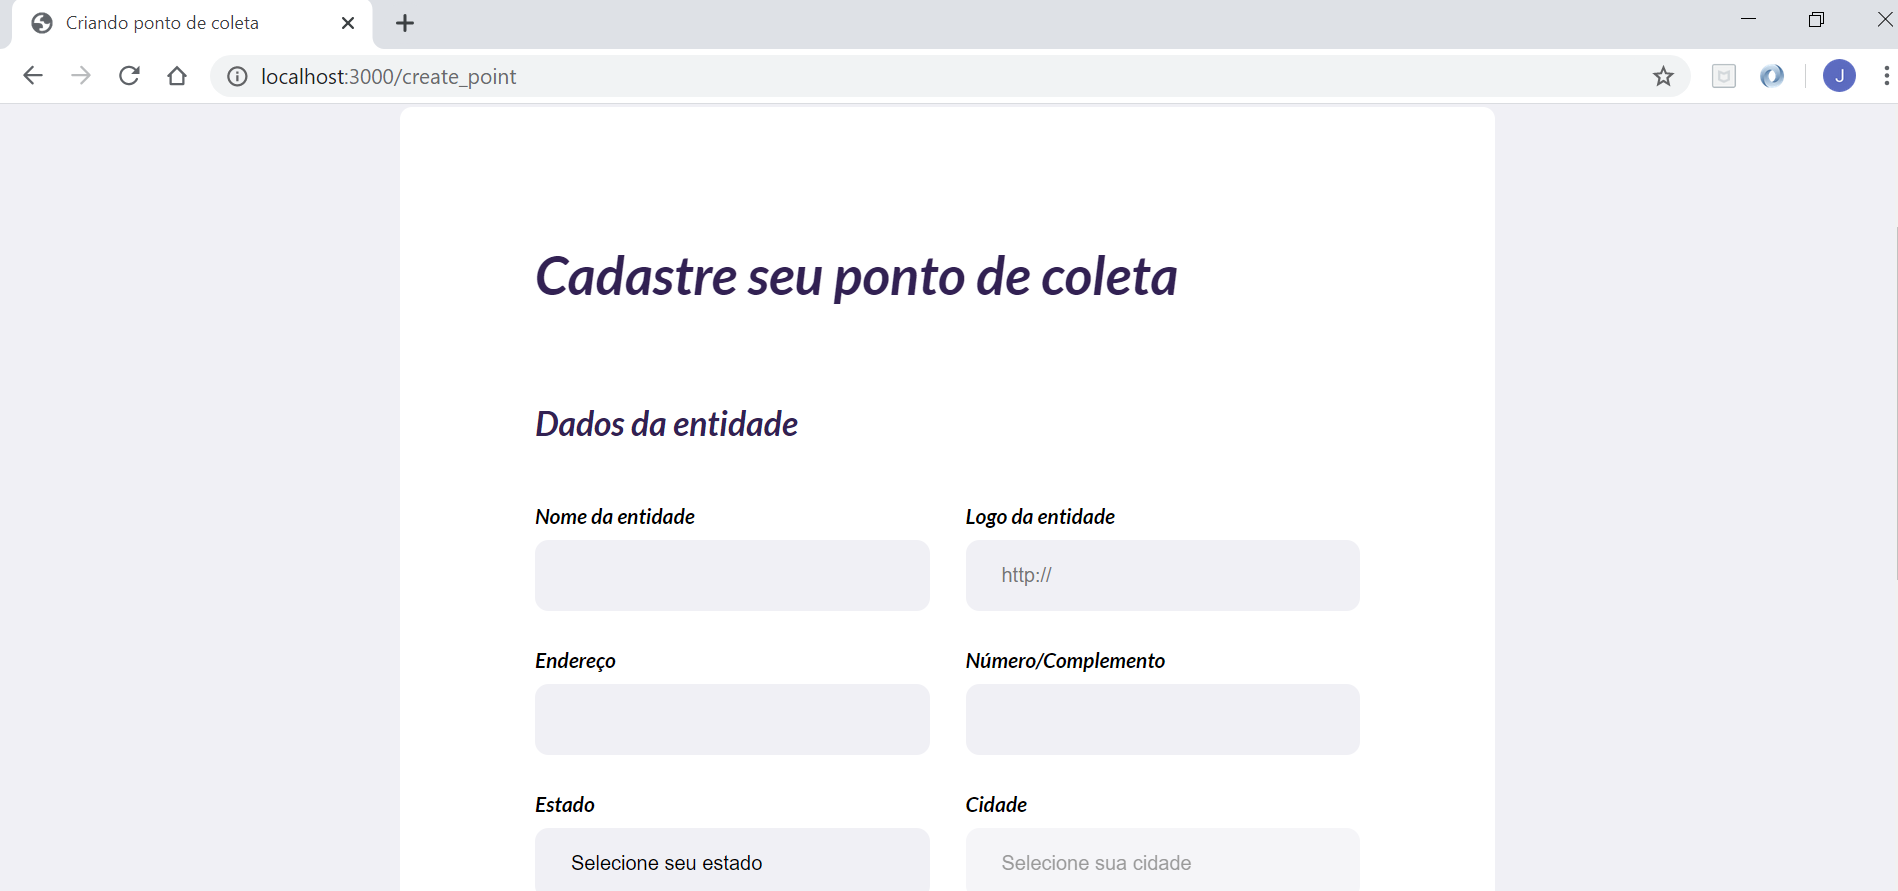 Criando ponto de coleta
localhost:3000/create_point
J
Cadastre seu ponto de coleta
Dados da entidade
Nome da entidade
Logo da entidade
http://
Endereço
Número/Complemento
Estado
Cidade
Selecione seu estado
Selecione sua cidade